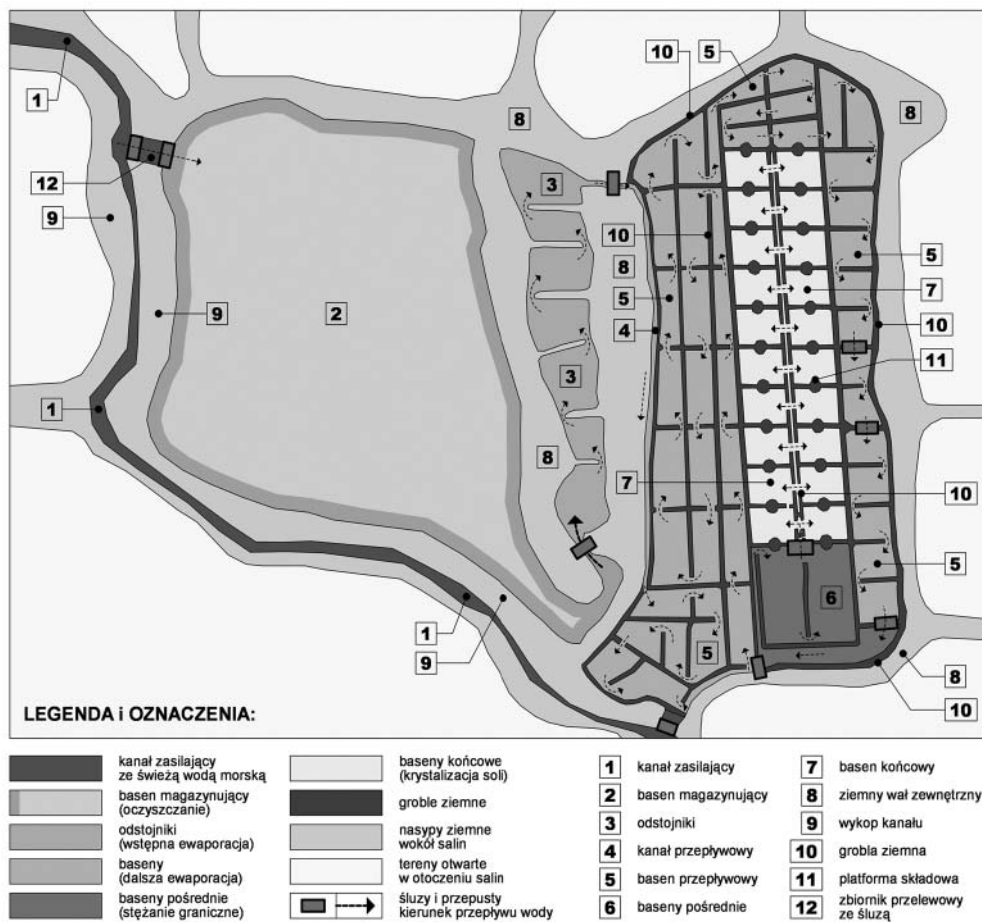 1
10
5
8
12
3
9
10
8
5
9
2
5
7
4
10
3
11
1
8
7
10
5
6
1
5
9
8
10
LEGENDA i OZNACZENIA:
kanał zasilający
ze świeżą wodą morską
basen magazynujący
(oczyszczanie)
odstojniki
(wstępna ewaporacja)
baseny
(dalsza ewaporacja)
baseny pośrednie
(stężanie graniczne)
baseny końcowe
(krystalizacja soli)
groble ziemne
nasypy ziemne
wokół salin
tereny otwarte
w otoczeniu salin
śluzy i przepusty
kierunek przepływu wody
1 kanał zasilający
2 basen magazynujący
3 odstojniki
4 kanał przepływowy
5 basen przepływowy
6 baseny pośrednie
7 basen końcowy
8 ziemny wał zewnętrzny
9 wykop kanału
10 grobla ziemna
11 platforma składowa
12 zbiornik przelewowy
ze śluzą